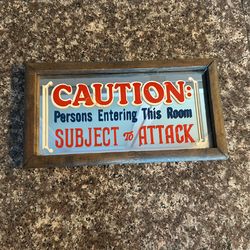 CAUTION:
Persons Entering This Room
SUBJECT TO ATTACK